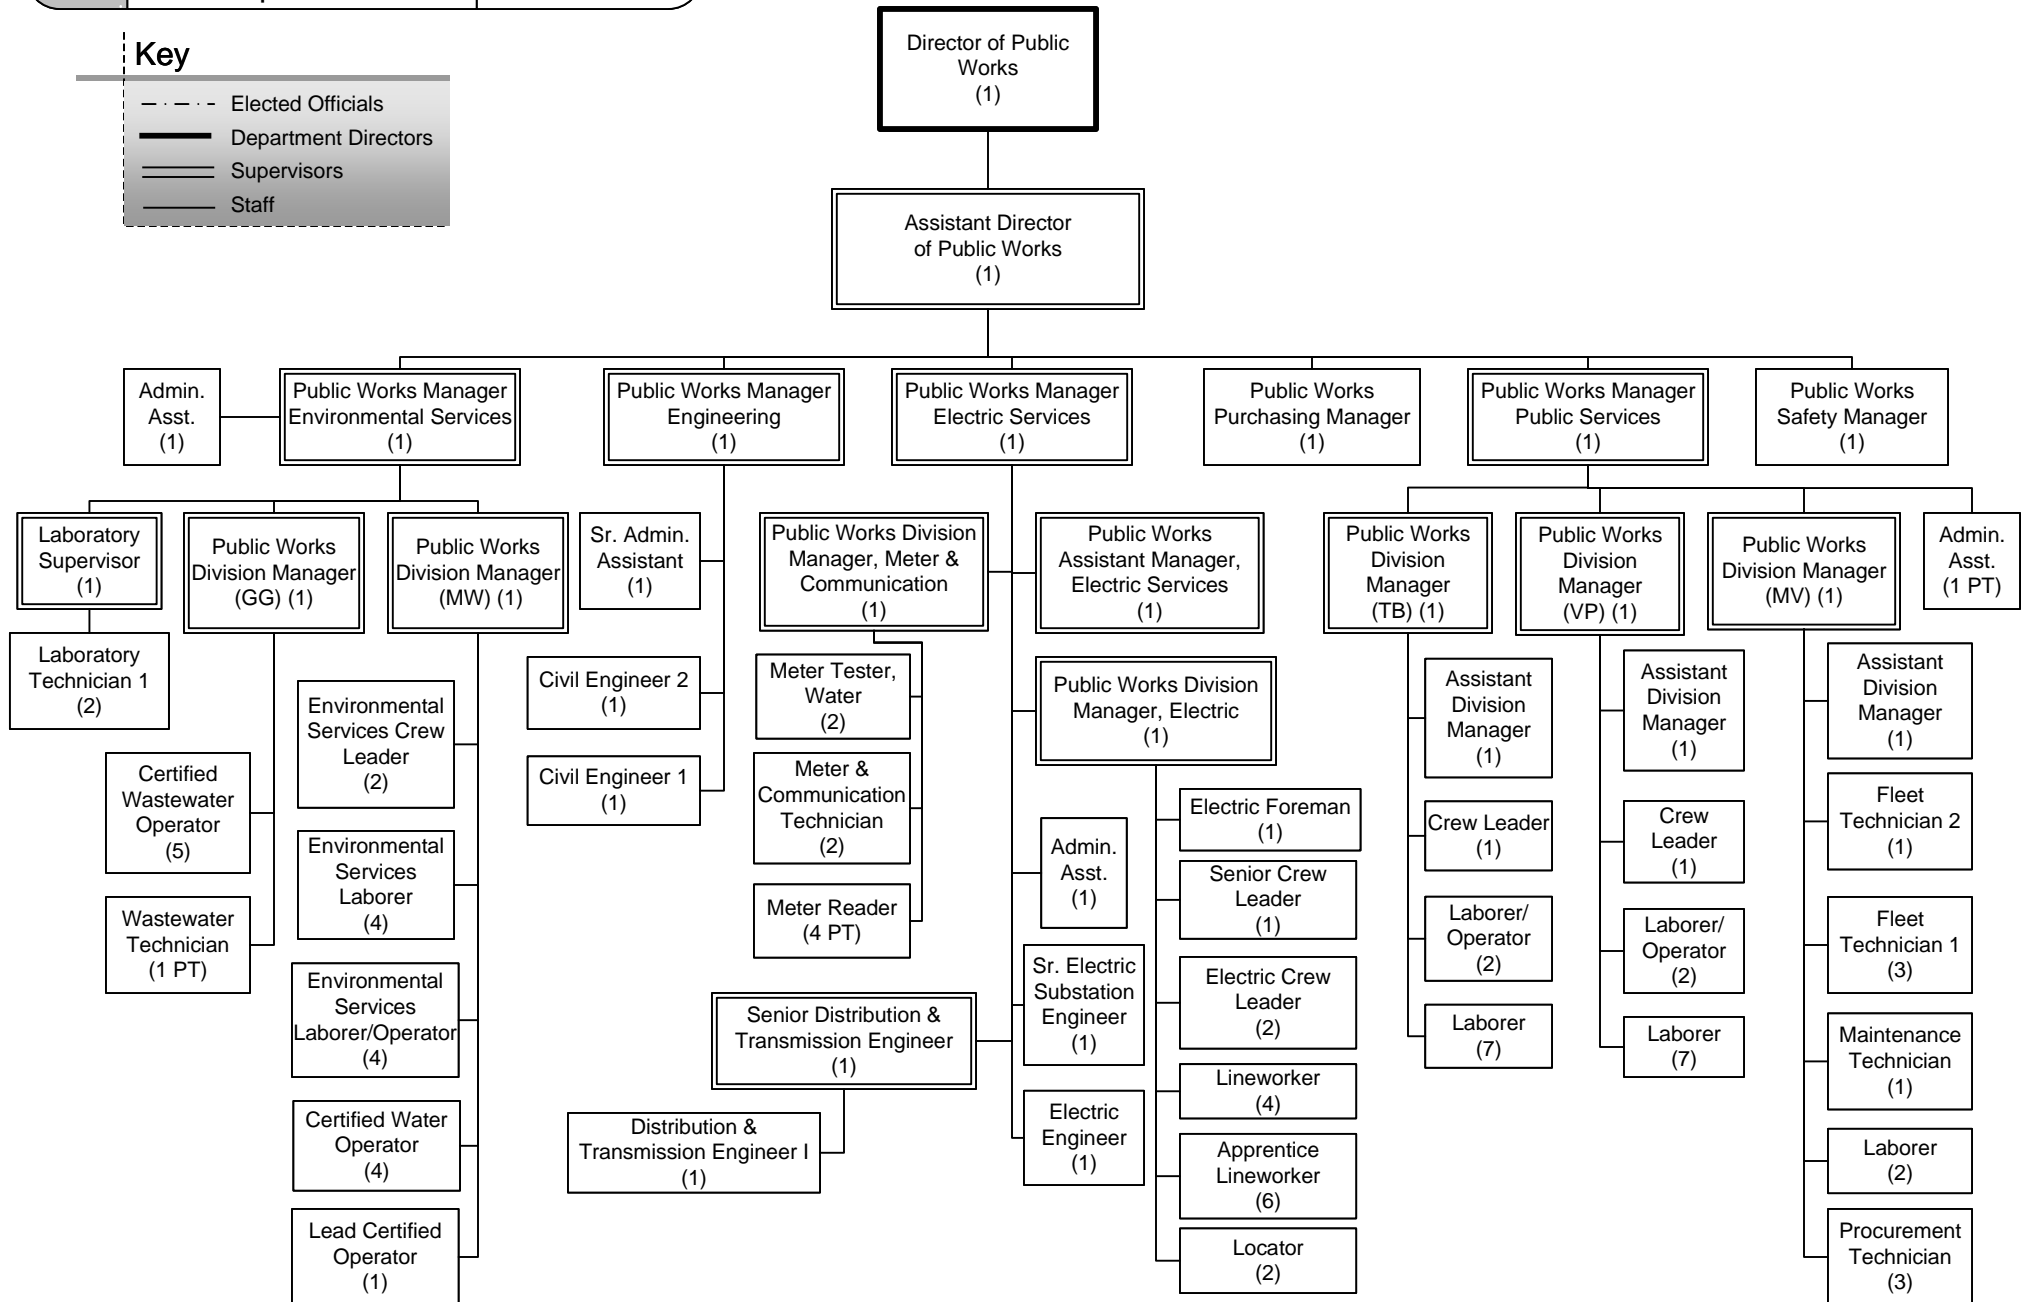 Key
Elected Officials
Department Directors
Supervisors
Staff
Director of Public
Works
(1)
Assistant Director
of Public Works
(1)
Admin.
Asst.
(1)
Public Works Manager
Environmental Services
(1)
Public Works Manager
Engineering
(1)
Public Works Manager
Electric Services
(1)
Public Works
Purchasing Manager
(1)
Public Works Manager
Public Services
(1)
Public Works
Safety Manager
(1)
Laboratory
Supervisor
(1)
Laboratory
Technician 1
(2)
Public Works
Division Manager
(GG) (1)
Certified
Wastewater
Operator
(5)
Wastewater
Technician
(1 PT)
Public Works
Division Manager
(MW) (1)
Environmental
Services Crew
Leader
(2)
Environmental
Services
Laborer
(4)
Environmental
Services
Laborer/Operator
(4)
Certified Water
Operator
(4)
Lead Certified
Operator
(1)
Sr. Admin.
Assistant
(1)
Civil Engineer 2
(1)
Civil Engineer 1
(1)
Public Works Division
Manager, Meter &
Communication
(1)
Meter Tester,
Water
(2)
Meter &
Communication
Technician
(2)
Meter Reader
(4 PT)
Senior Distribution &
Transmission Engineer
(1)
Distribution &
Transmission Engineer I
(1)
Public Works
Assistant Manager,
Electric Services
(1)
Public Works Division
Manager, Electric
(1)
Admin.
Asst.
(1)
Sr. Electric
Substation
Engineer
(1)
Electric
Engineer
(1)
Electric Foreman
(1)
Senior Crew
Leader
(1)
Electric Crew
Leader
(2)
Lineworker
(4)
Apprentice
Lineworker
(6)
Locator
(2)
Public Works
Division
Manager
(TB) (1)
Assistant
Division
Manager
(1)
Crew Leader
(1)
Laborer/
Operator
(2)
Laborer
(7)
Public Works
Division
Manager
(VP) (1)
Assistant
Division
Manager
(1)
Crew
Leader
(1)
Laborer/
Operator
(2)
Laborer
(7)
Public Works
Division Manager
(MV) (1)
Assistant
Division
Manager
(1)
Fleet
Technician 2
(1)
Fleet
Technician 1
(3)
Maintenance
Technician
(1)
Laborer
(2)
Procurement
Technician
(3)
Admin.
Asst.
(1 PT)